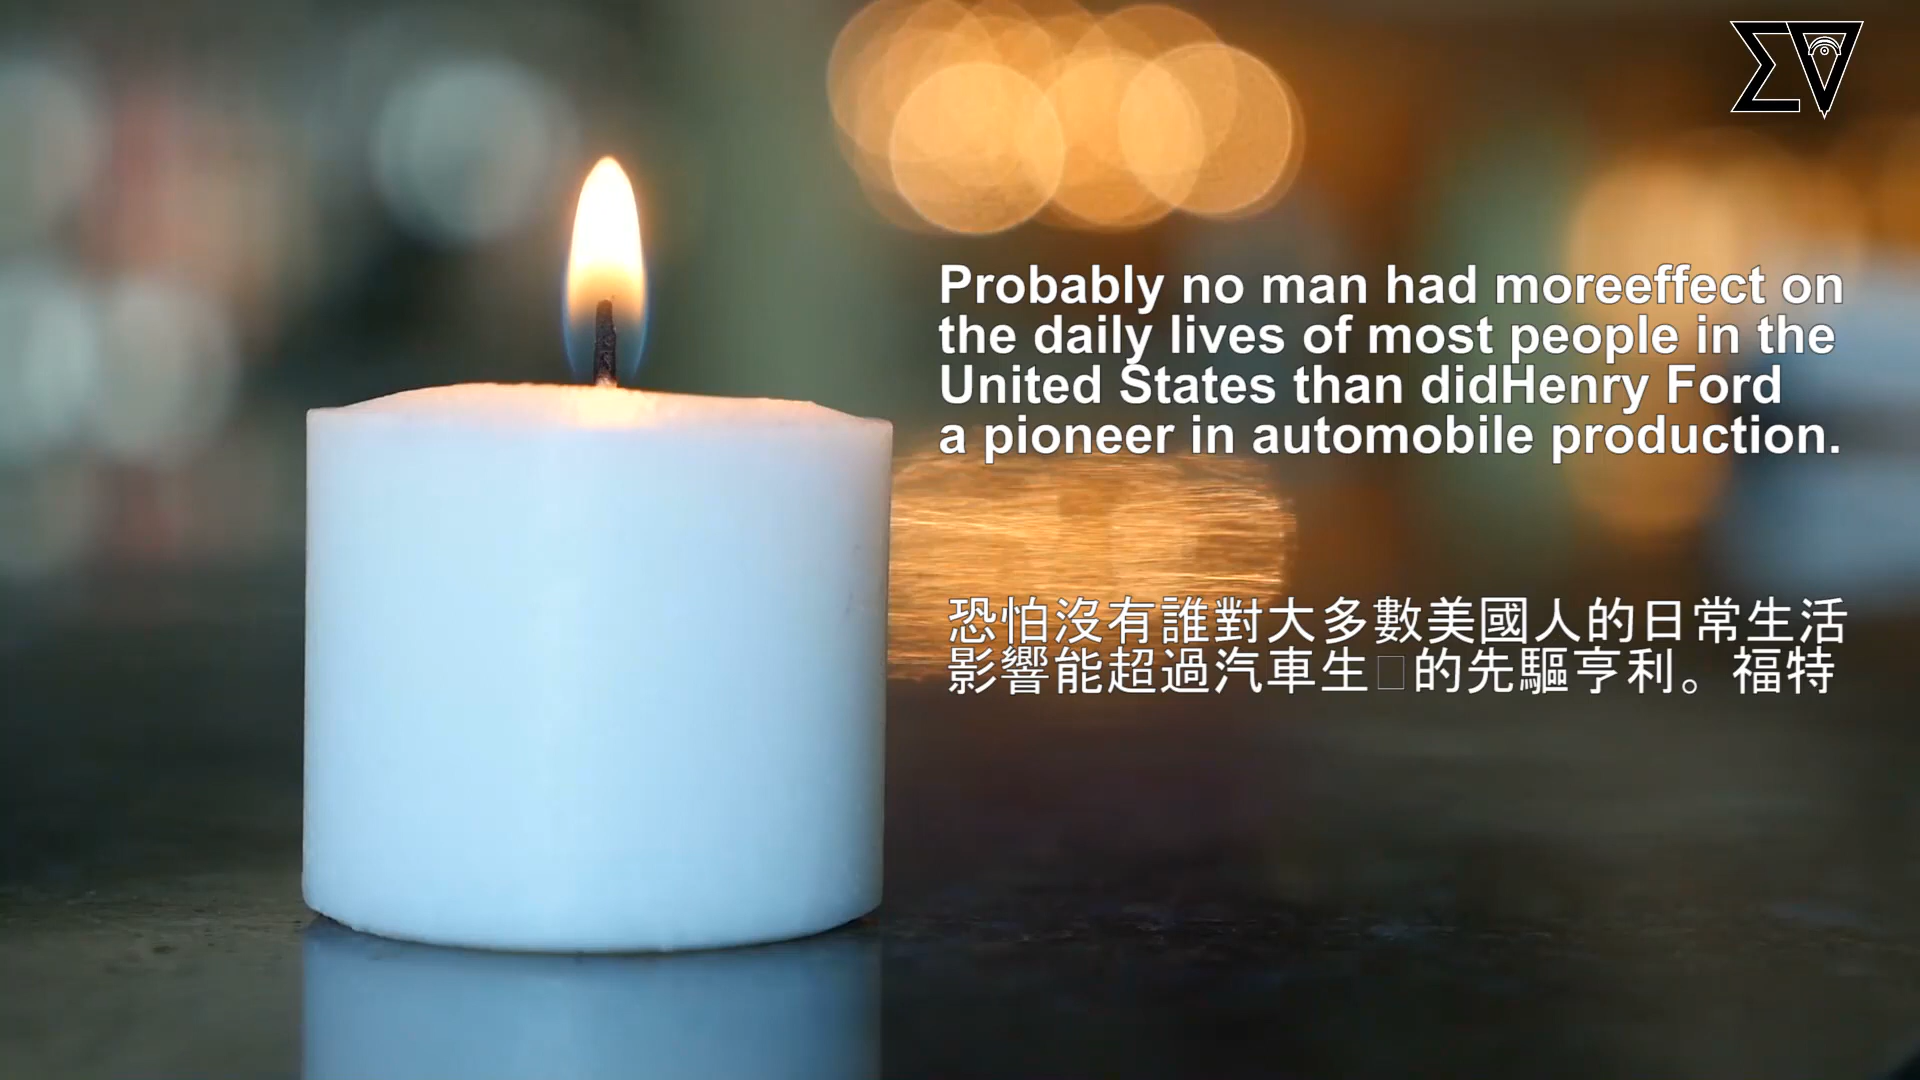 Probably no man had moreeffect on
the daily lives of most people in the
United States than didHenry Ford
a pioneer in automobile production.
恐怕沒有誰對大多數美國人的日常生活
影響能超過汽車生□的先驅亨利。福特